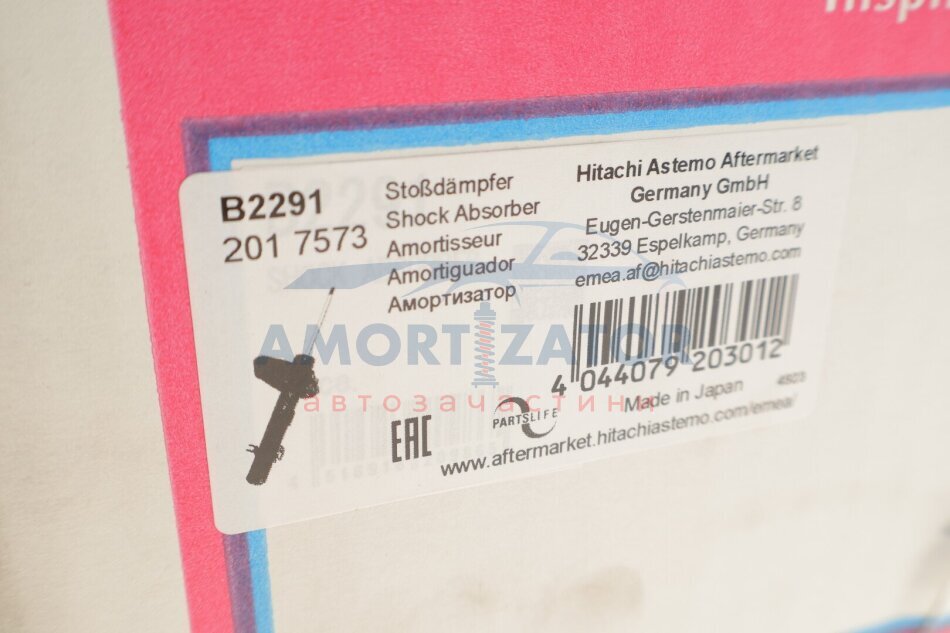 B2291
201 7573
Stoßdämpfer
Shock Absorber
Amortisseur
Amortiguador
Амортизатор
Hitachi Astemo Aftermarket
Germany GmbH
Eugen-Gerstenmaier-Str. 8
32339 Espelkamp, Germany
emea.af@hitachiastemo.com
AMORTIZATOR
автозачастини
4 044079 203012
Made in Japan
EAC
PARTSLIFE
www.aftermarket.hitachiastemo.com/emea/